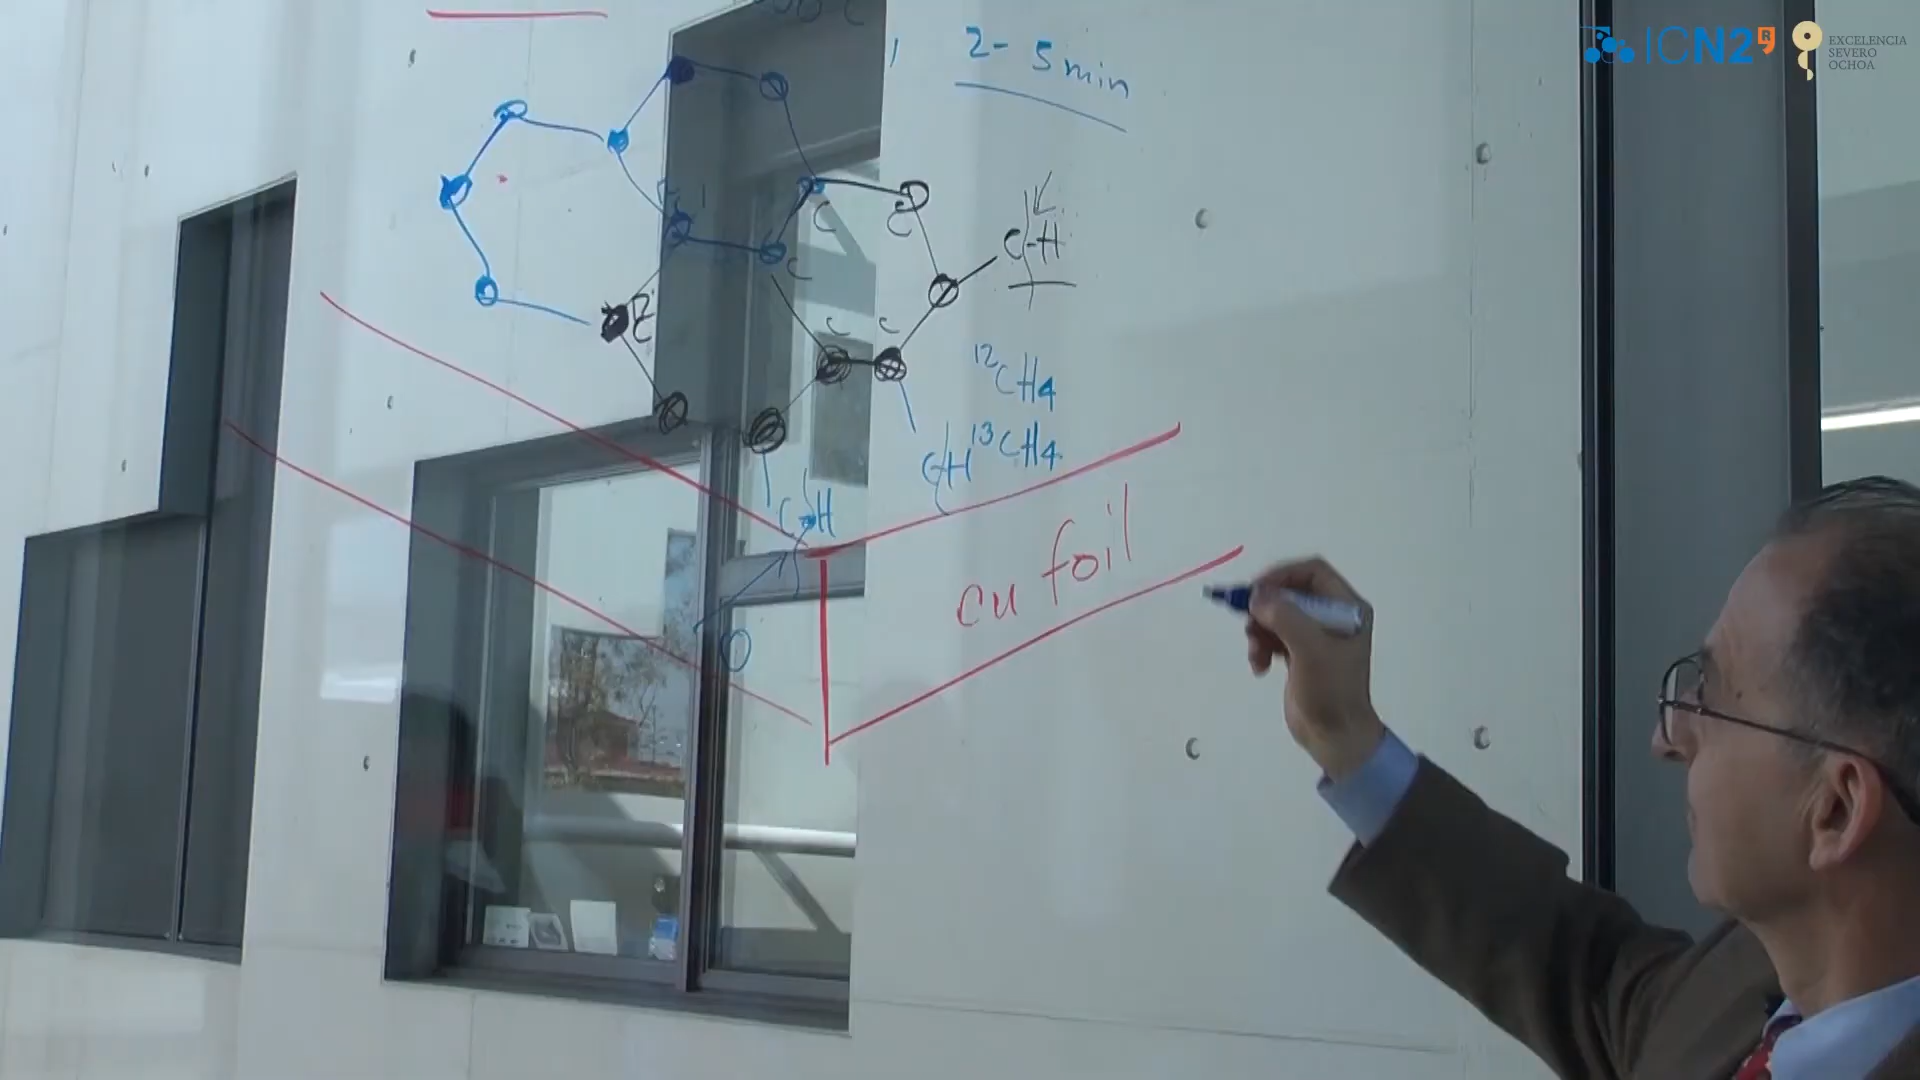 ICN2
EXCELENCIA
SEVERO
OCHOA
2 - 5 min
C
C
C-H
C
C
C
C
12CH4
13CH4
C-H
C-H
cu foil
O